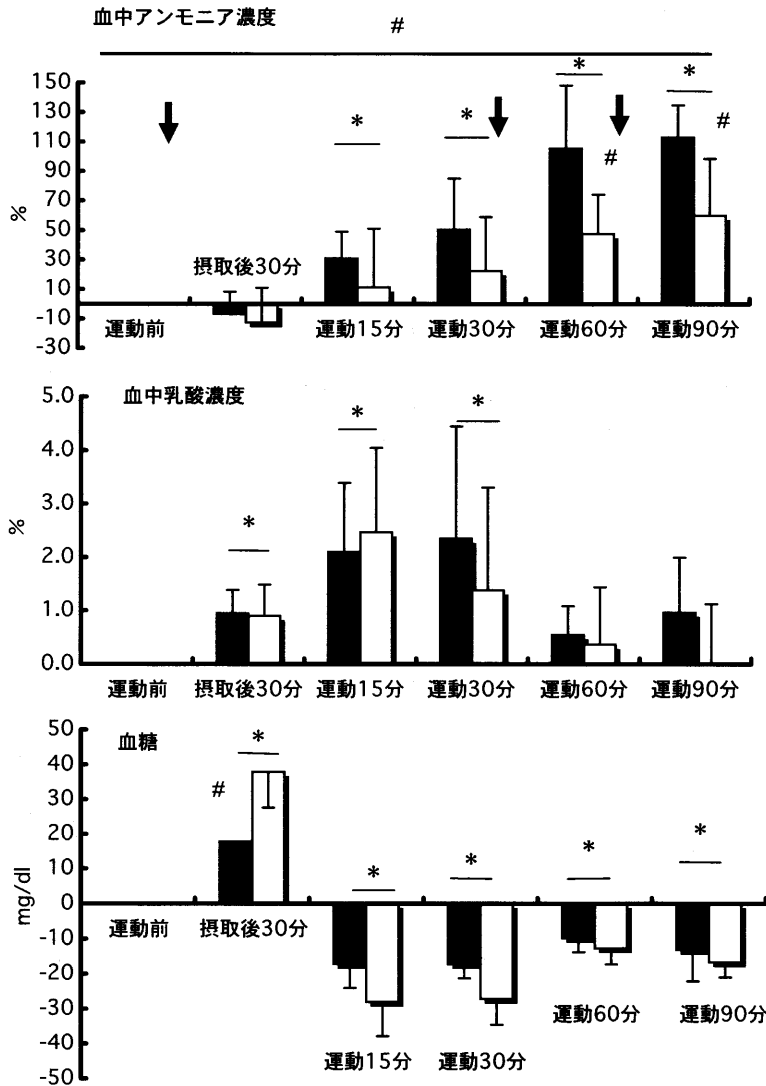 血中アンモニア濃度
#
150
130
110
90
70
50
30
10
-10
-30
%
* * * *
# #
摂取後30分
運動前 運動15分 運動30分 運動60分 運動90分
血中乳酸濃度
5.0
4.0
3.0
2.0
1.0
0.0
%
* * *
運動前 摂取後30分 運動15分 運動30分 運動60分 運動90分
血糖
50
40
30
20
10
0
-10
-20
-30
-40
-50
mg/dl
# * * * * *
運動前 摂取後30分
運動60分 運動90分
運動15分 運動30分